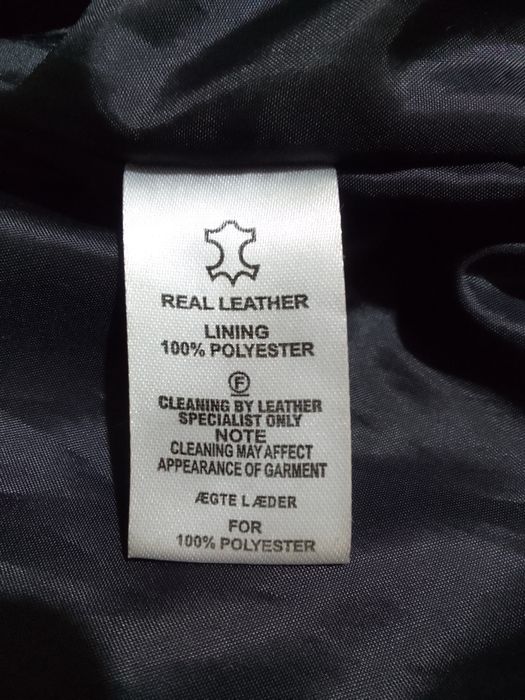 REAL LEATHER
LINING
100% POLYESTER
F
CLEANING BY LEATHER
SPECIALIST ONLY
NOTE
CLEANING MAY AFFECT
APPEARANCE OF GARMENT
ÆGTE LÆDER
FOR
100% POLYESTER